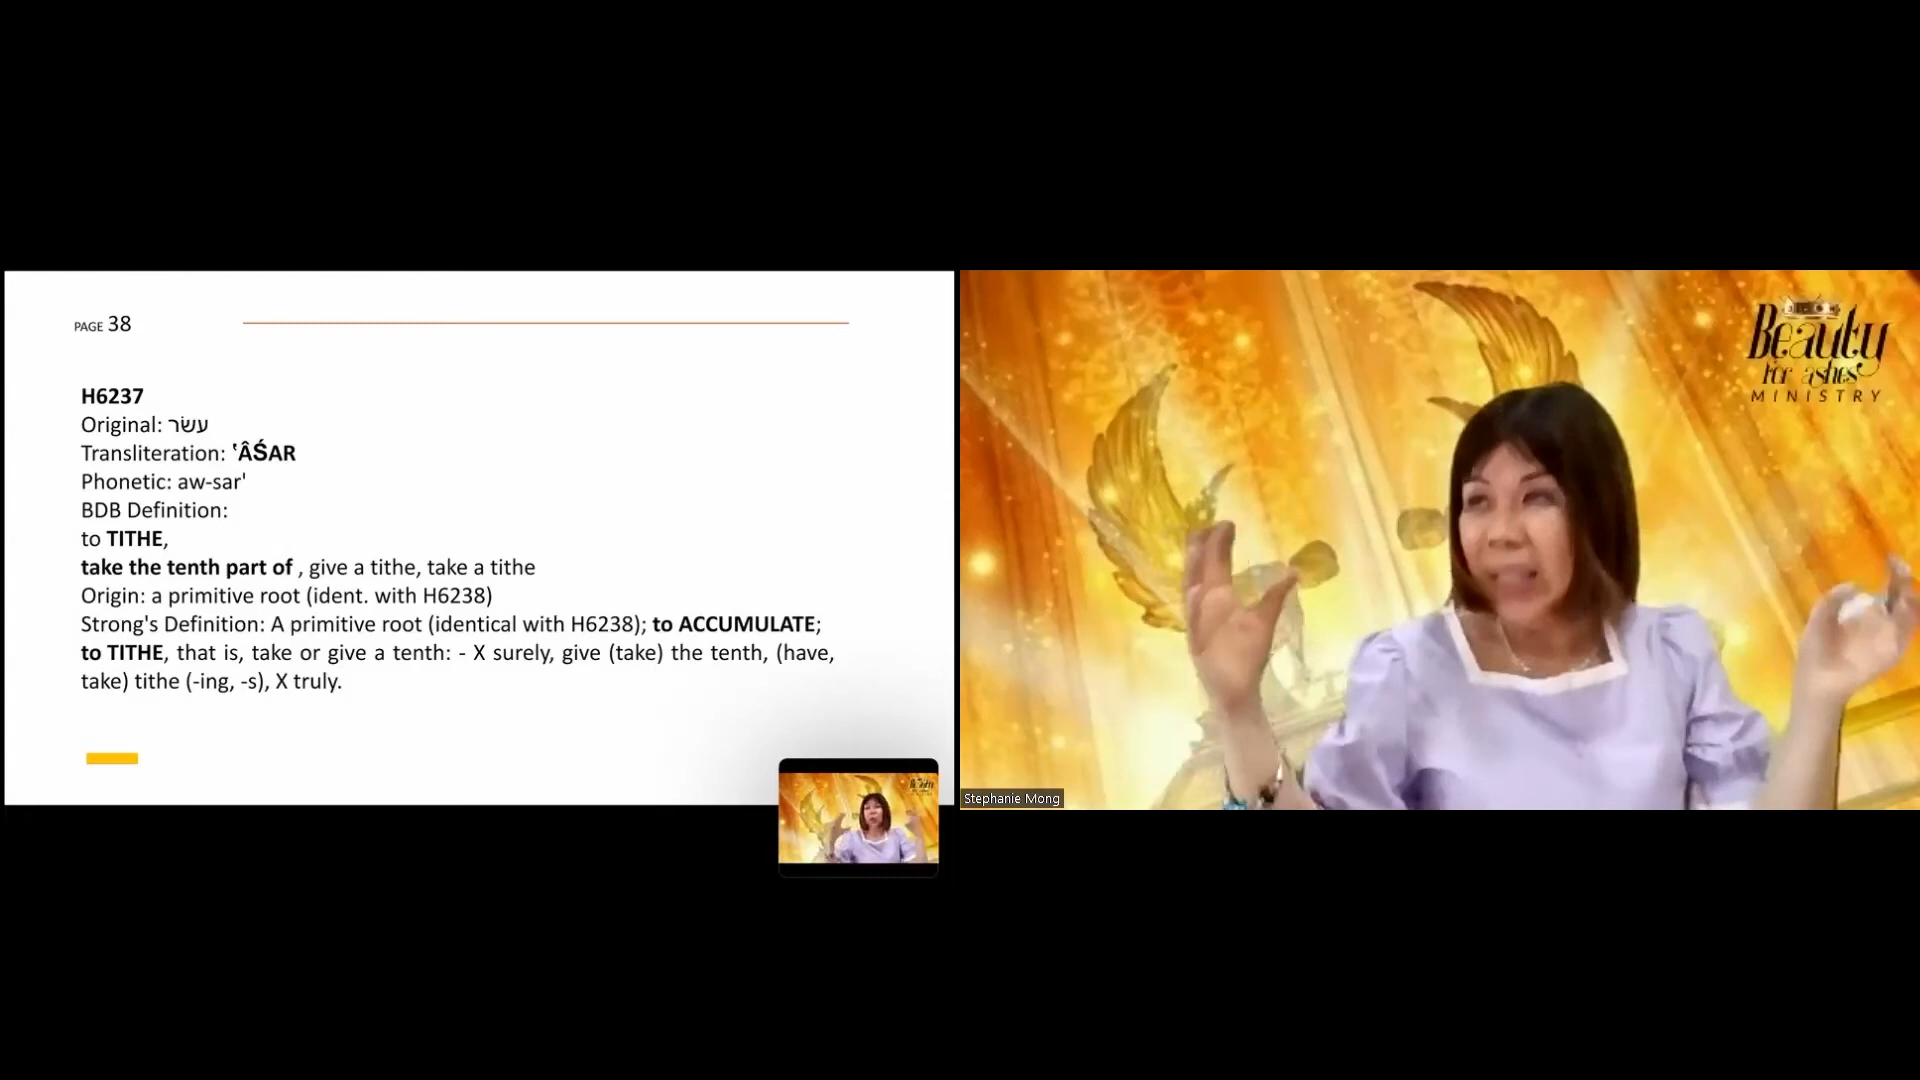 PAGE 38
H6237
Original: עשׂר
Transliteration: ‛ÂŚAR
Phonetic: aw-sar'
BDB Definition:
to TITHE,
take the tenth part of , give a tithe, take a tithe
Origin: a primitive root (ident. with H6238)
Strong's Definition: A primitive root (identical with H6238); to ACCUMULATE;
to TITHE, that is, take or give a tenth: - X surely, give (take) the tenth, (have,
take) tithe (-ing, -s), X truly.
Beauty
For ashes
MINISTRY
Stephanie Mong